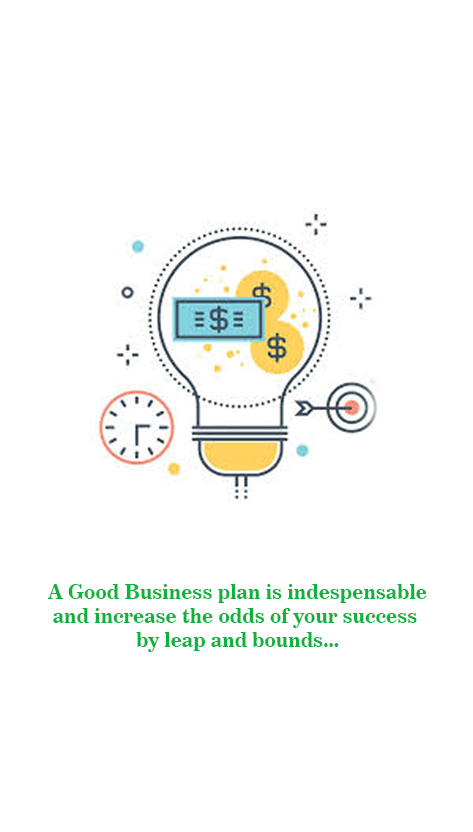 $
$
$
A Good Business plan is indespensable
and increase the odds of your success
by leap and bounds...